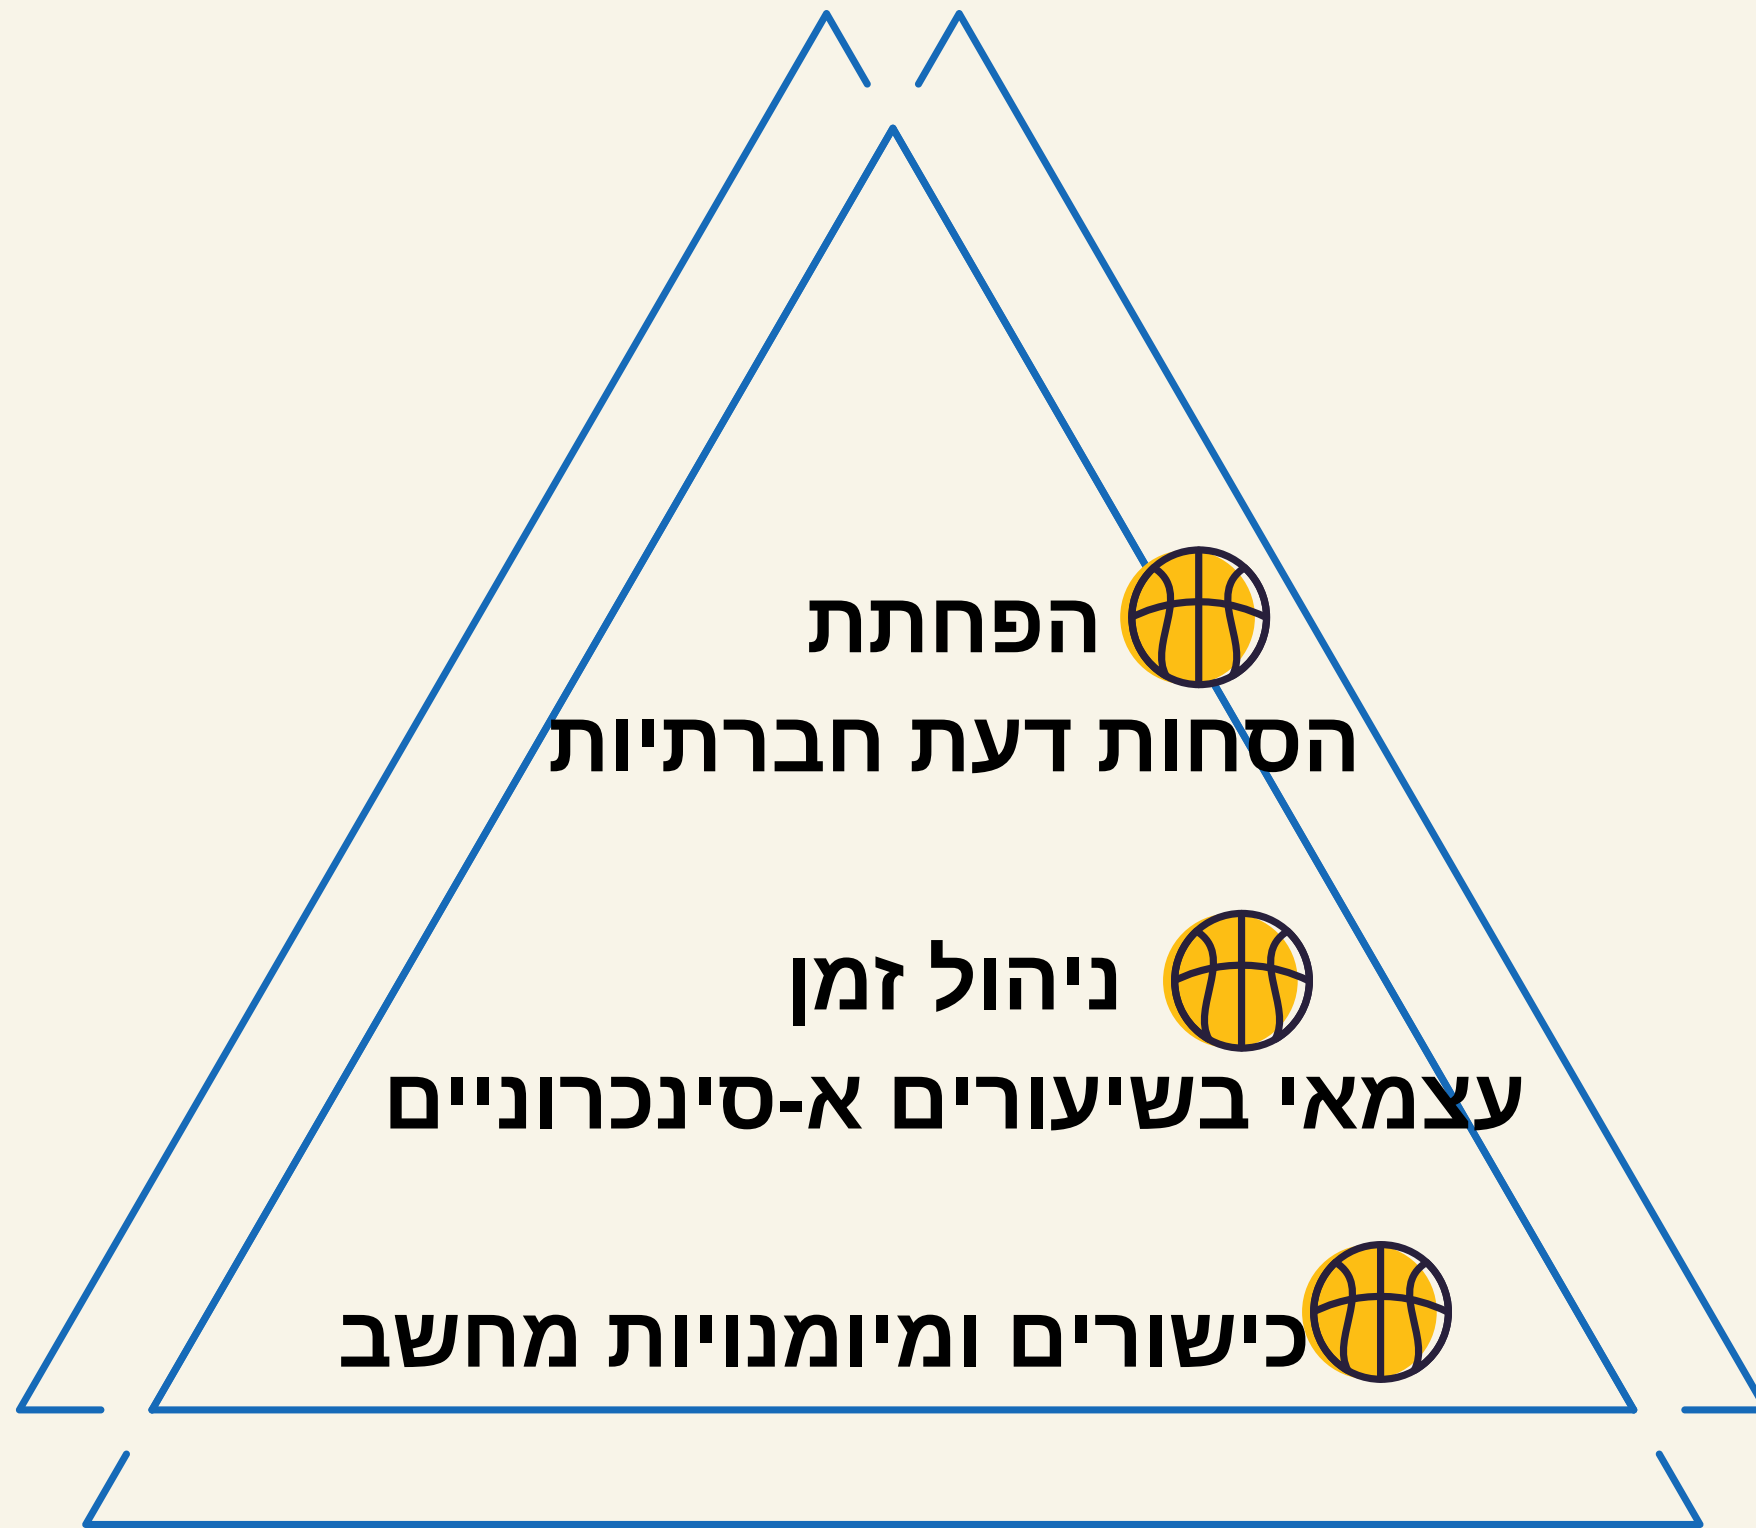 הפחתת
הסחות דעת חברתיות
ניהול זמן
עצמאי בשיעורים א-סינכרוניים
כישורים ומיומנויות מחשב